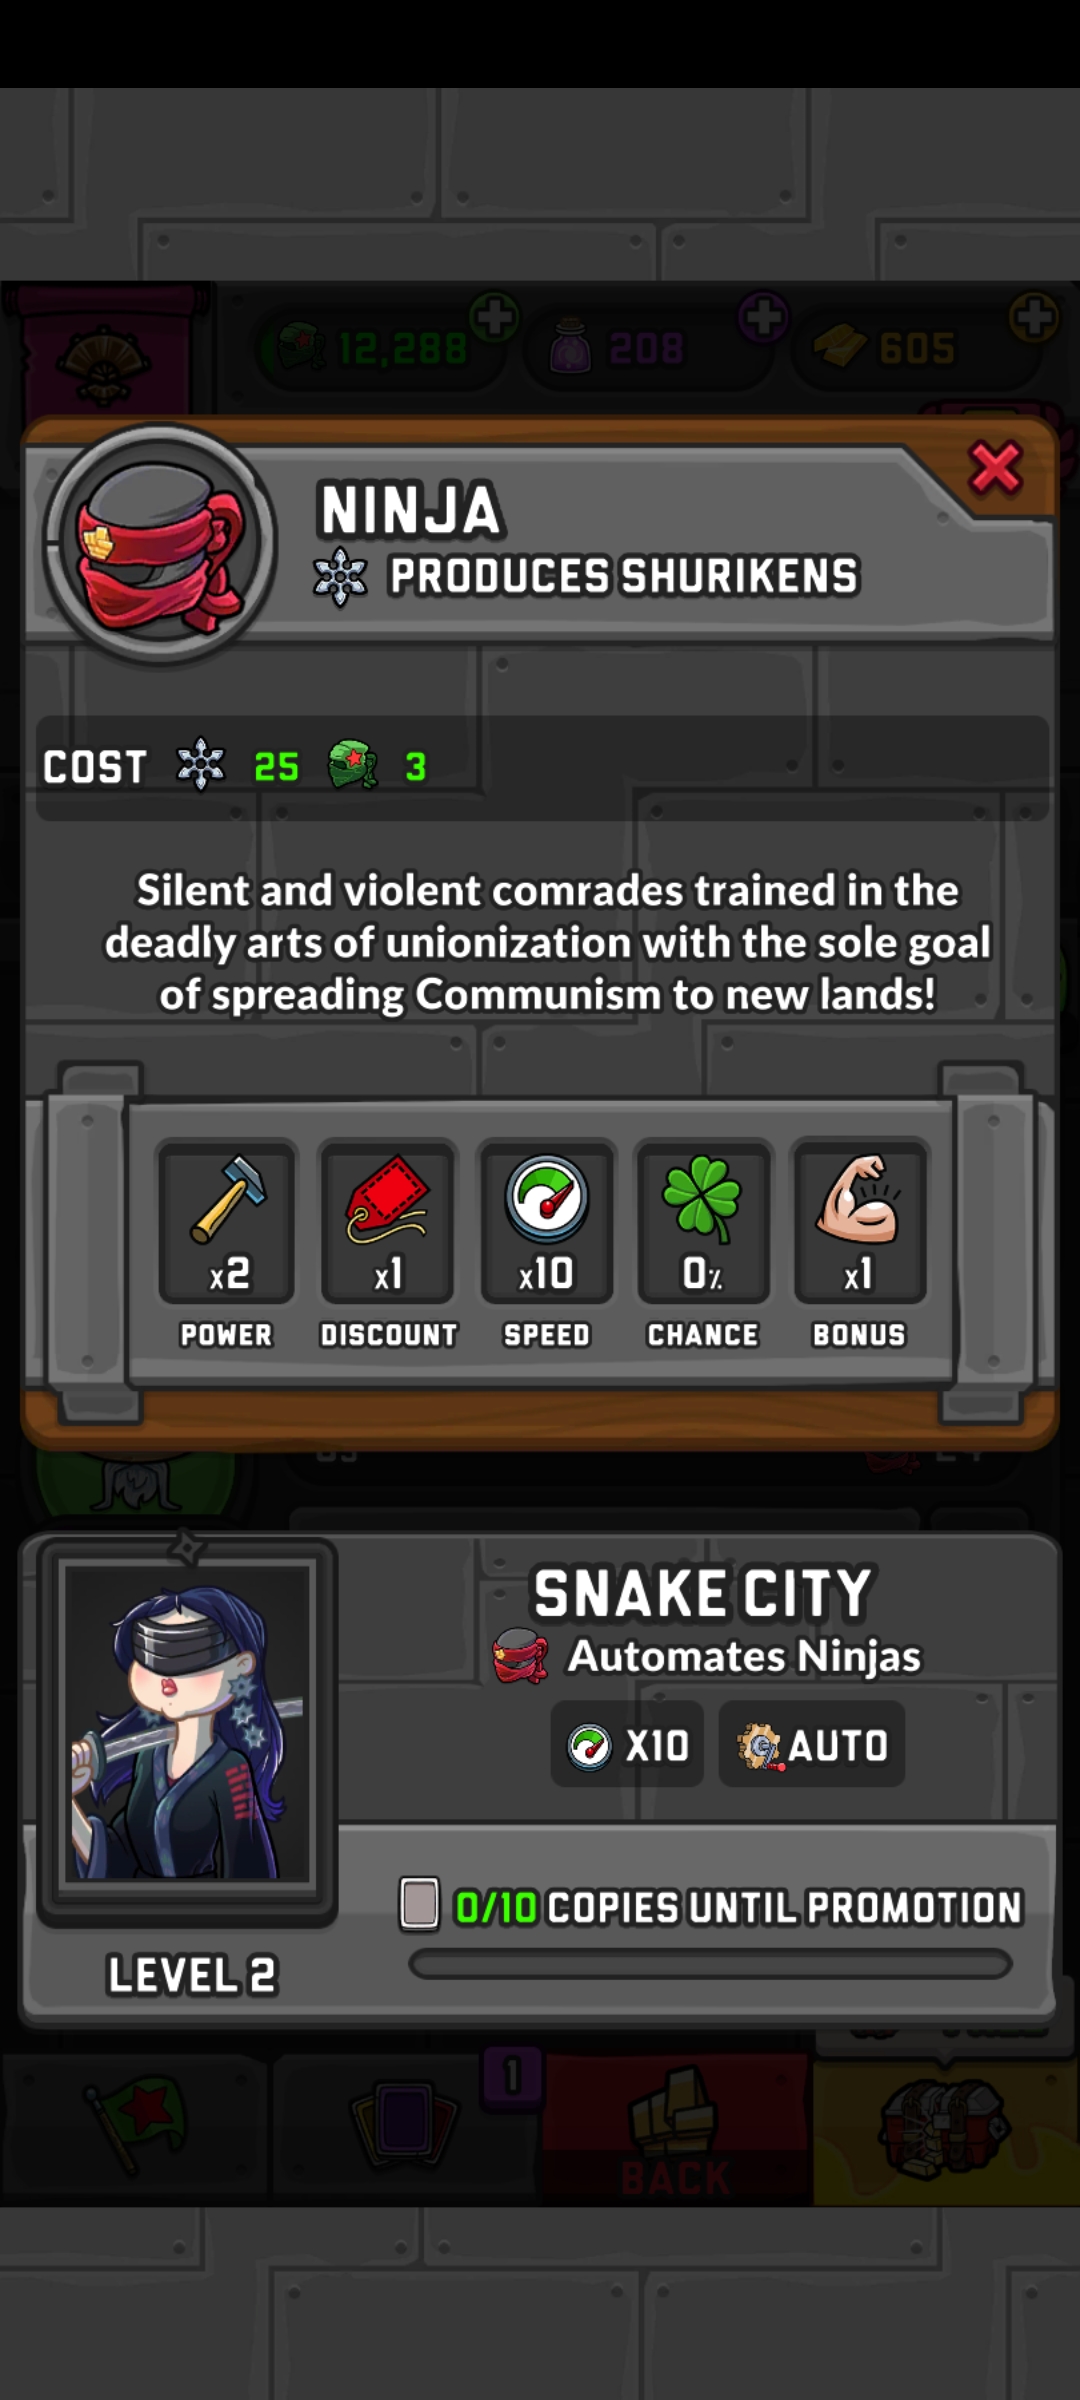 12,288 208 605
NINJA
PRODUCES SHURIKENS
COST 25 3
Silent and violent comrades trained in the
deadly arts of unionization with the sole goal
of spreading Communism to new lands!
x2 x1 x10 0% x1
POWER DISCOUNT SPEED CHANCE BONUS
SNAKE CITY
Automates Ninjas
X10 AUTO
0/10 COPIES UNTIL PROMOTION
LEVEL 2
1
BACK